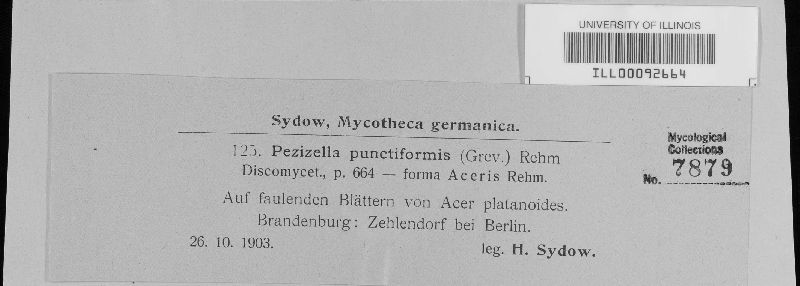 UNIVERSITY OF ILLINOIS
ILL00092664
Sydow, Mycotheca germanica.
125. Pezizella punctiformis (Grev.) Rehm
Discomycet., p. 664 — forma Aceris Rehm.
Auf faulenden Blättern von Acer platanoides.
Brandenburg: Zehlendorf bei Berlin.
26. 10. 1903. leg. H. Sydow.
Mycological
Collections
No. 7879